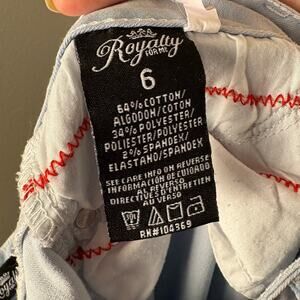 Royalty
FOR ME
6
64% COTTON/
ALGODON/COTON
34% POLYESTER/
POLIESTER/POLYESTER
2% SPANDEX/
ELASTANO/SPANDEX
SEE CARE INFO ON REVERSE
INFORMACION DE CUIDADO
AL REVERSO
DIRECTIVES D'ENTRETIEN
AU VERSO
RN#104369
Royalty